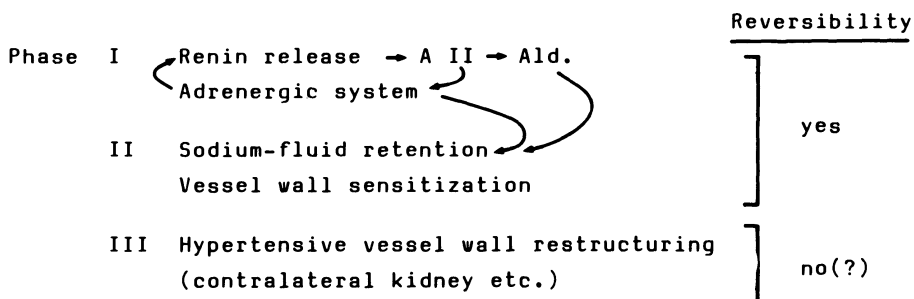 Reversibility
Phase I Renin release → A II → Ald.
Adrenergic system
yes
II Sodium-fluid retention
Vessel wall sensitization
III Hypertensive vessel wall restructuring
no(?)
(contralateral kidney etc.)